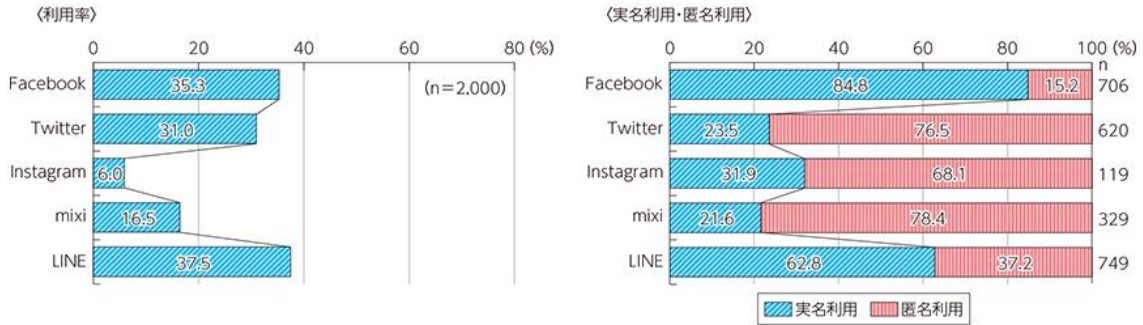 〈利用率〉
0 20 40 60 80 (%)
Facebook 35.3
Twitter 31.0
Instagram 6.0
mixi 16.5
LINE 37.5
(n=2,000)
〈実名利用・匿名利用〉
0 20 40 60 80 100 (%)
n
Facebook 84.8 15.2 706
Twitter 23.5 76.5 620
Instagram 31.9 68.1 119
mixi 21.6 78.4 329
LINE 62.8 37.2 749
実名利用 匿名利用